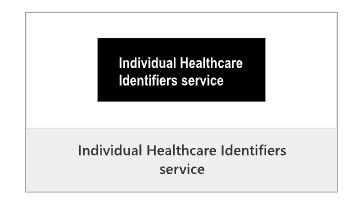 Individual Healthcare
Identifiers service
Individual Healthcare Identifiers
service